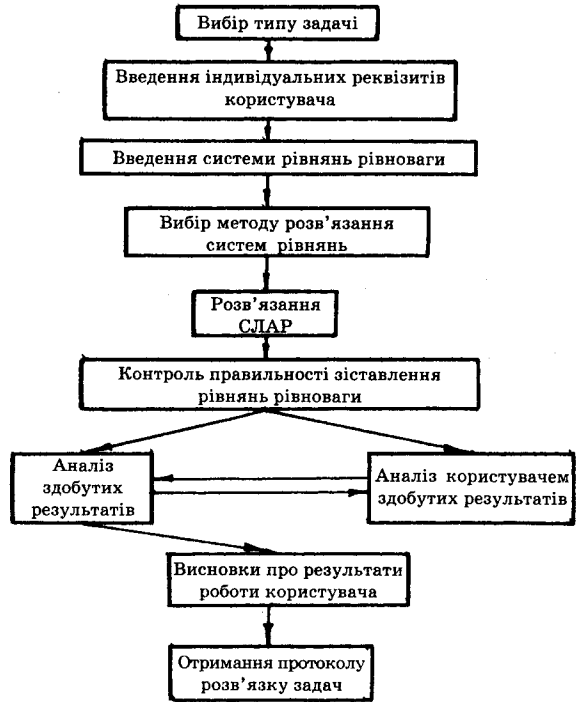 Вибір типу задачі
Введення індивідуальних реквізитів
користувача
Введення системи рівнянь рівноваги
Вибір методу розв'язання
систем рівнянь
Розв'язання
СЛАР
Контроль правильності зіставлення
рівнянь рівноваги
Аналіз
здобутих
результатів
Аналіз користувачем
здобутих результатів
Висновки про результати
роботи користувача
Отримання протоколу
розв'язку задач